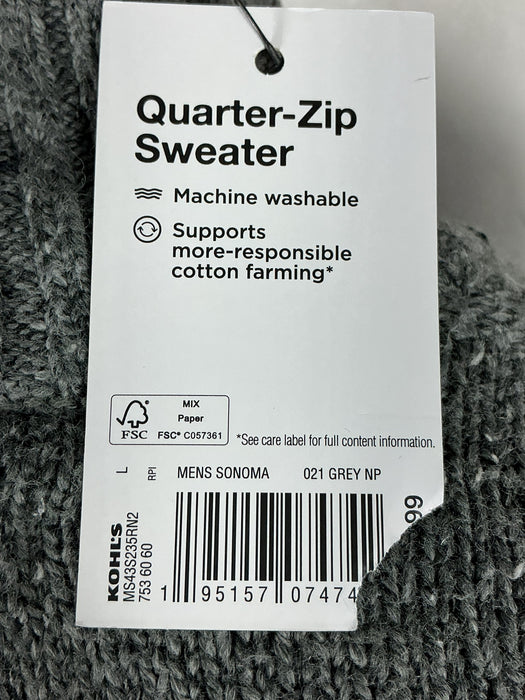 Quarter-Zip
Sweater
Machine washable
Supports
more-responsible
cotton farming*
FSC
MIX
Paper
FSC® C057361
*See care label for full content information.
L
RPI
MENS SONOMA 021 GREY NP
KOHL'S
MS43S235RN2
753 60 60
1 95157 07474
99